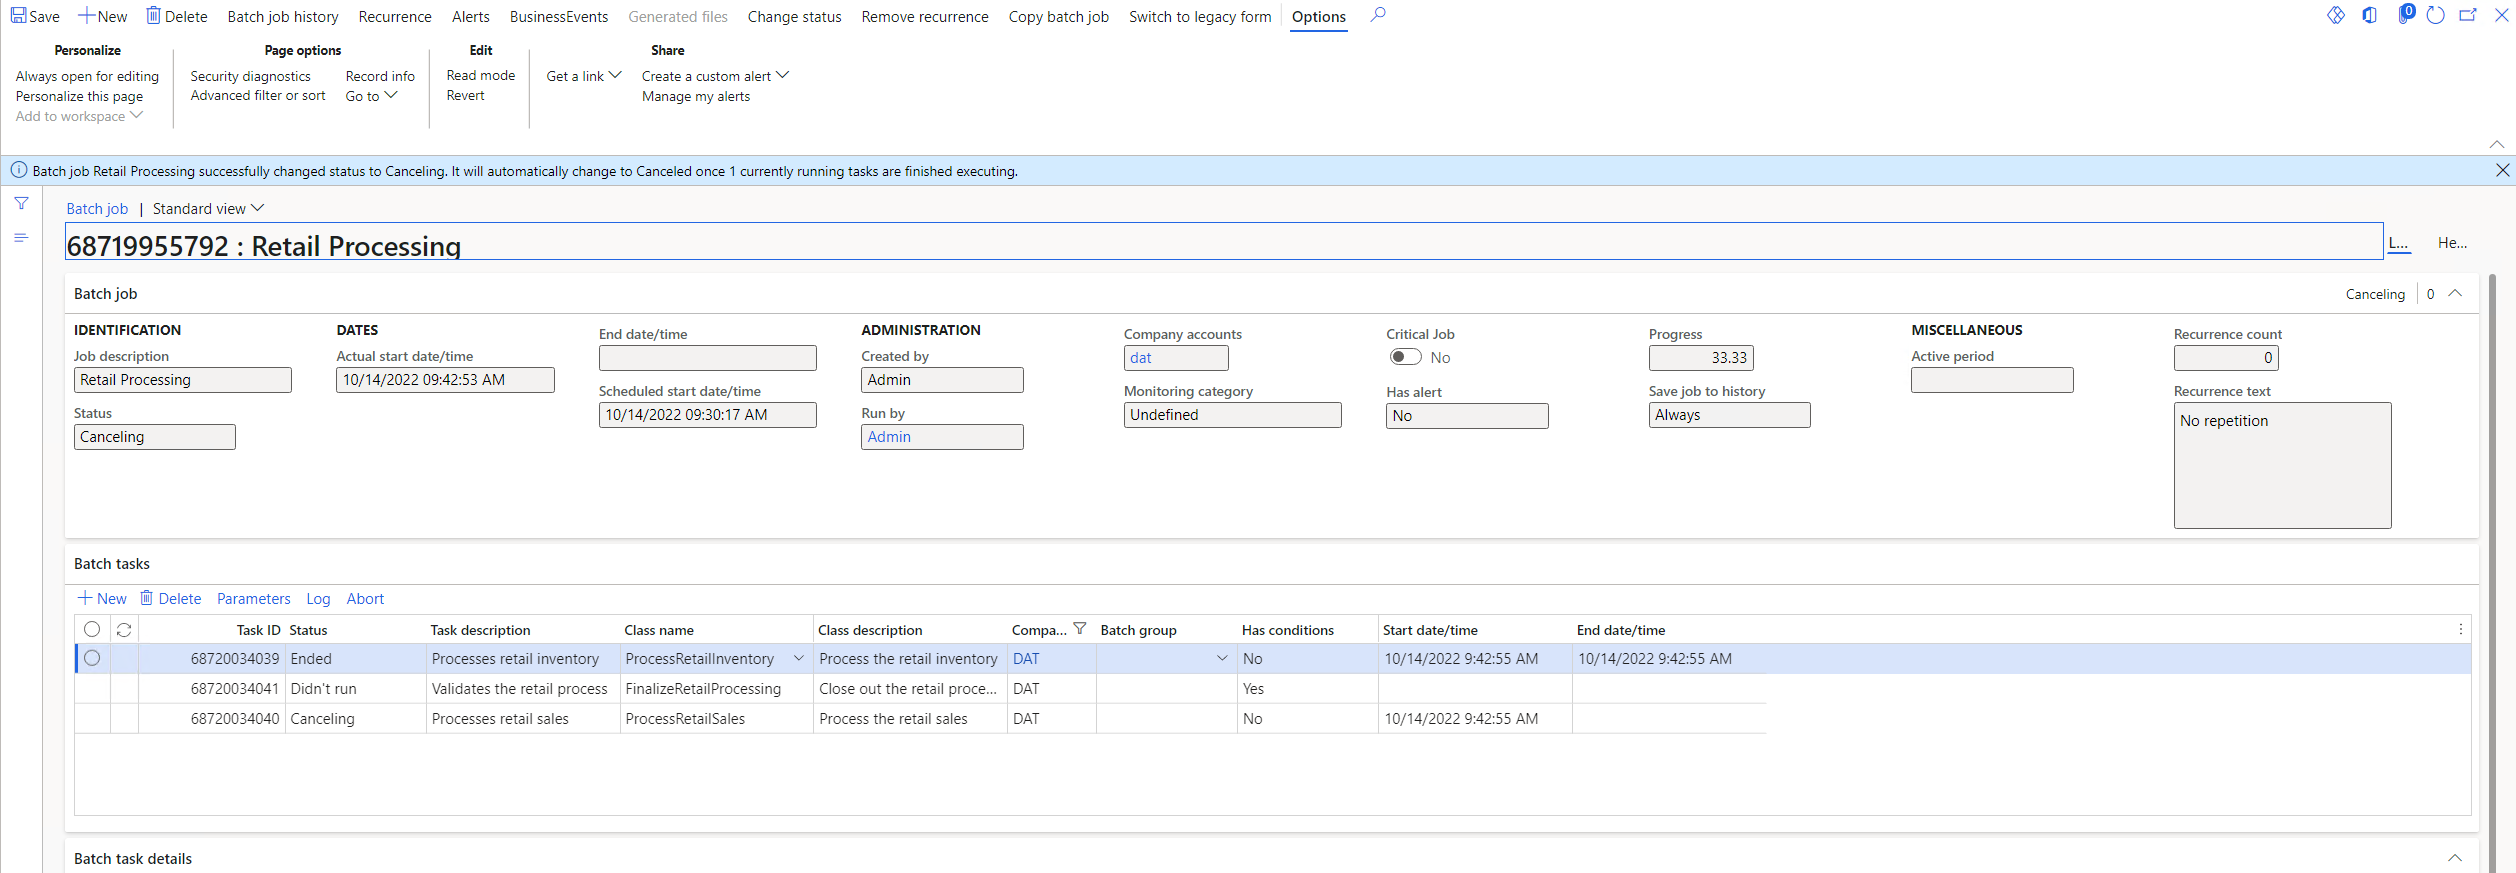 Save New Delete Batch job history Recurrence Alerts BusinessEvents Generated files Change status Remove recurrence Copy batch job Switch to legacy form Options 0
Personalize
Always open for editing
Personalize this page
Add to workspace
Page options
Security diagnostics Record info
Advanced filter or sort Go to
Edit
Read mode
Revert
Share
Get a link Create a custom alert
Manage my alerts
Batch job Retail Processing successfully changed status to Canceling. It will automatically change to Canceled once 1 currently running tasks are finished executing.
Batch job | Standard view
68719955792 : Retail Processing
L... He...
Batch job Canceling 0
IDENTIFICATION
Job description
Retail Processing
Status
Canceling
DATES
Actual start date/time
10/14/2022 09:42:53 AM
End date/time
Scheduled start date/time
10/14/2022 09:30:17 AM
ADMINISTRATION
Created by
Admin
Run by
Admin
Company accounts
dat
Monitoring category
Undefined
Critical Job
No
Has alert
No
Progress
33.33
Save job to history
Always
MISCELLANEOUS
Active period
Recurrence count
0
Recurrence text
No repetition
Batch tasks
New Delete Parameters Log Abort
Task ID Status Task description Class name Class description Compa... Batch group Has conditions Start date/time End date/time
68720034039 Ended Processes retail inventory ProcessRetailInventory Process the retail inventory DAT No 10/14/2022 9:42:55 AM 10/14/2022 9:42:55 AM
68720034041 Didn't run Validates the retail process FinalizeRetailProcessing Close out the retail proce... DAT Yes
68720034040 Canceling Processes retail sales ProcessRetailSales Process the retail sales DAT No 10/14/2022 9:42:55 AM
Batch task details